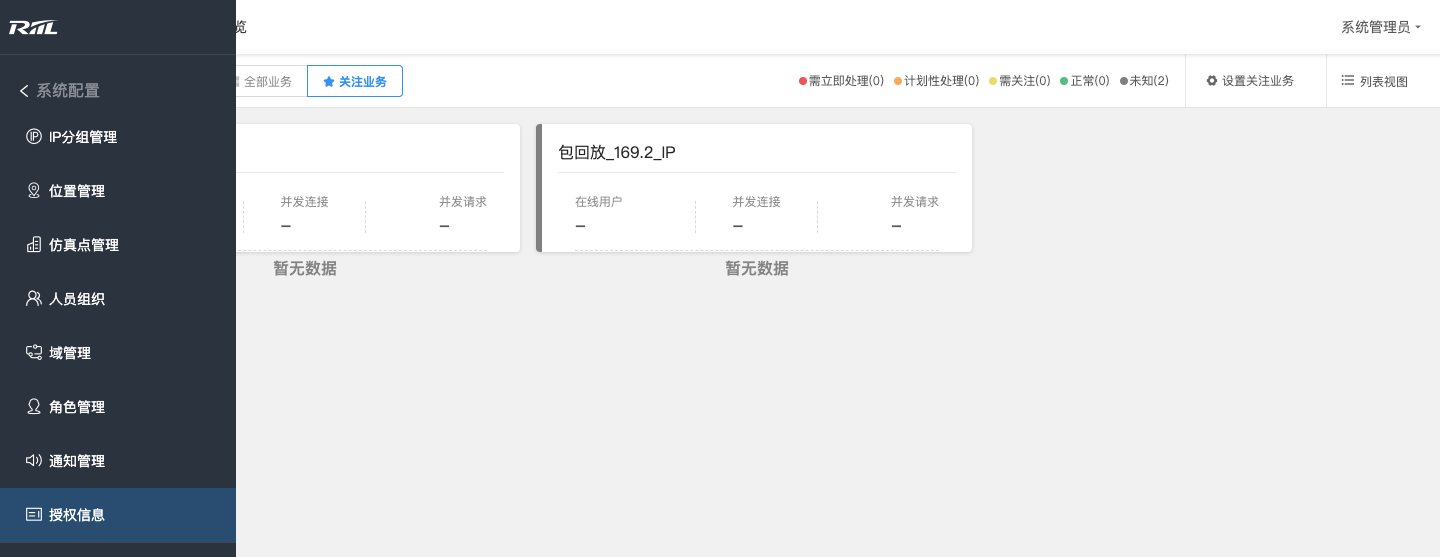 RIIL
览
系统管理员
系统配置
IP分组管理
位置管理
仿真点管理
人员组织
域管理
角色管理
通知管理
授权信息
全部业务
关注业务
需立即处理(0) 计划性处理(0) 需关注(0) 正常(0) 未知(2)
设置关注业务
列表视图
并发连接 并发请求
– –
暂无数据
包回放_169.2_IP
在线用户 并发连接 并发请求
– – –
暂无数据